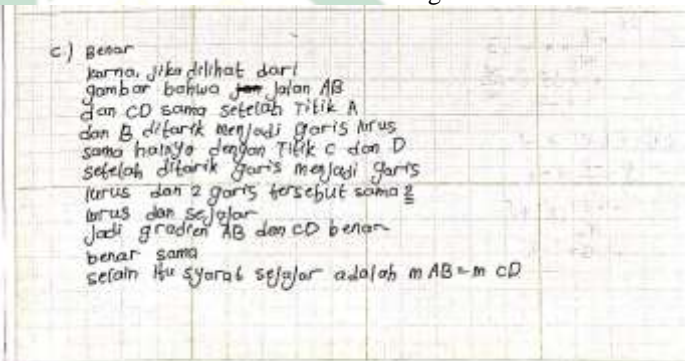 c.) Benar
karna, jika dilihat dari
gambar bahwa jalan AB
dan CD sama setelah Titik A
dan B ditarik menjadi garis lurus
sama halnya dengan Titik C dan D
setelah ditarik garis menjadi garis
lurus dan 2 garis tersebut sama 2
lurus dan sejajar
Jadi gradien AB dan CD benar
benar sama
selain itu syarat sejajar adalah m AB = m CD